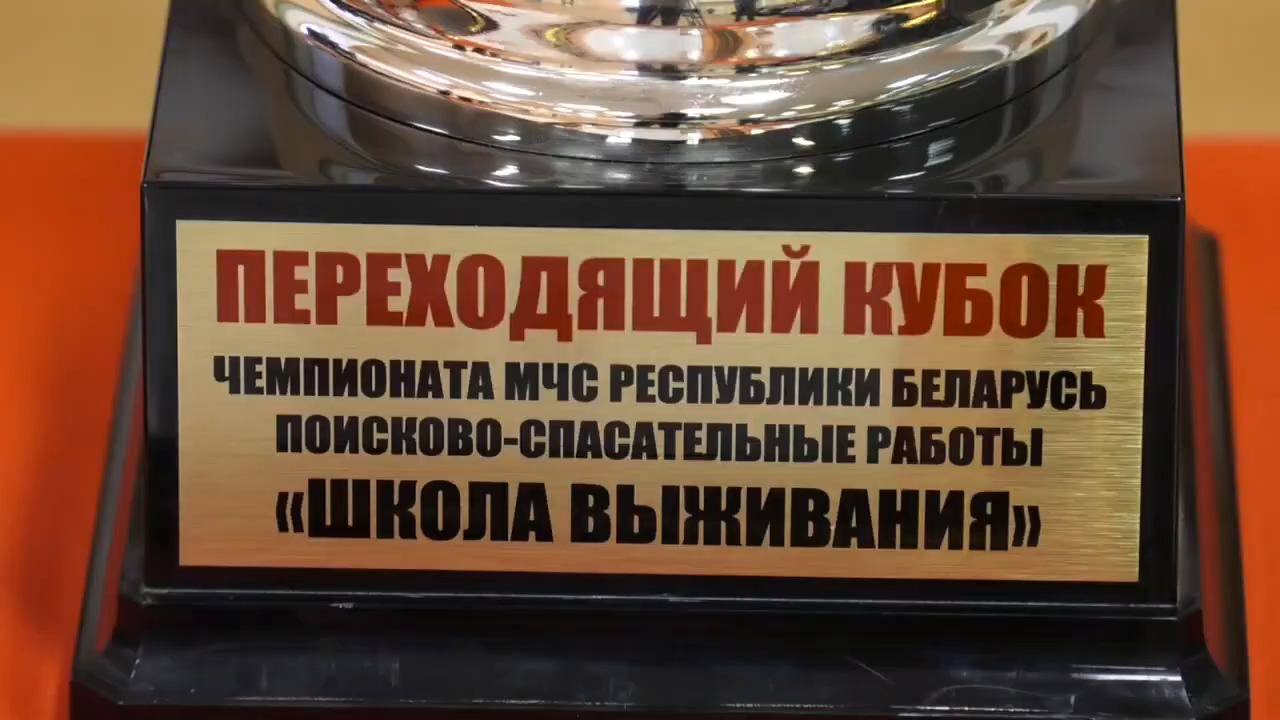 ПЕРЕХОДЯЩИЙ КУБОК
ЧЕМПИОНАТА МЧС РЕСПУБЛИКИ БЕЛАРУСЬ
ПОИСКОВО-СПАСАТЕЛЬНЫЕ РАБОТЫ
«ШКОЛА ВЫЖИВАНИЯ»